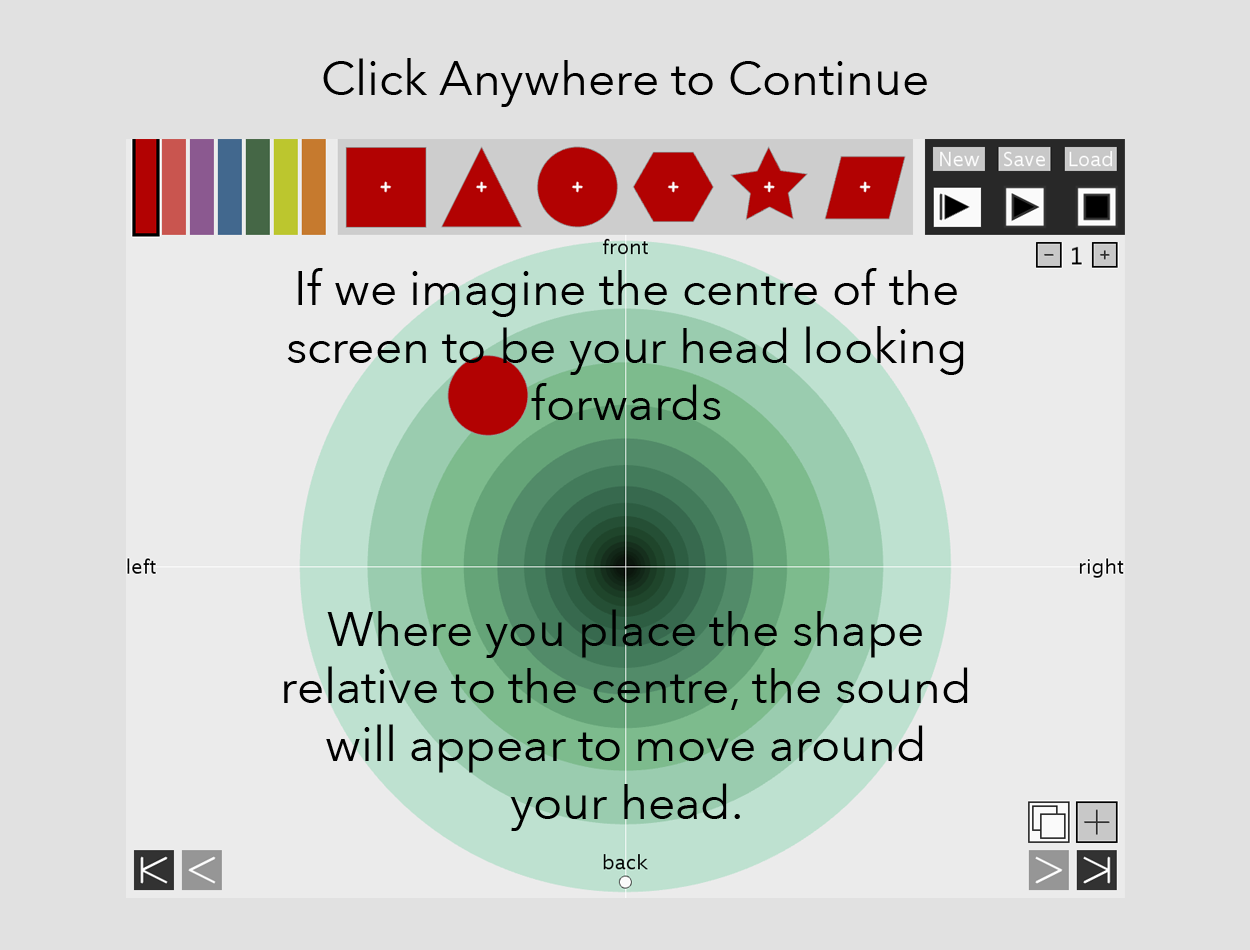 Click Anywhere to Continue
New Save Load
front
- 1 +
If we imagine the centre of the
screen to be your head looking
forwards
left
right
Where you place the shape
relative to the centre, the sound
will appear to move around
your head.
back